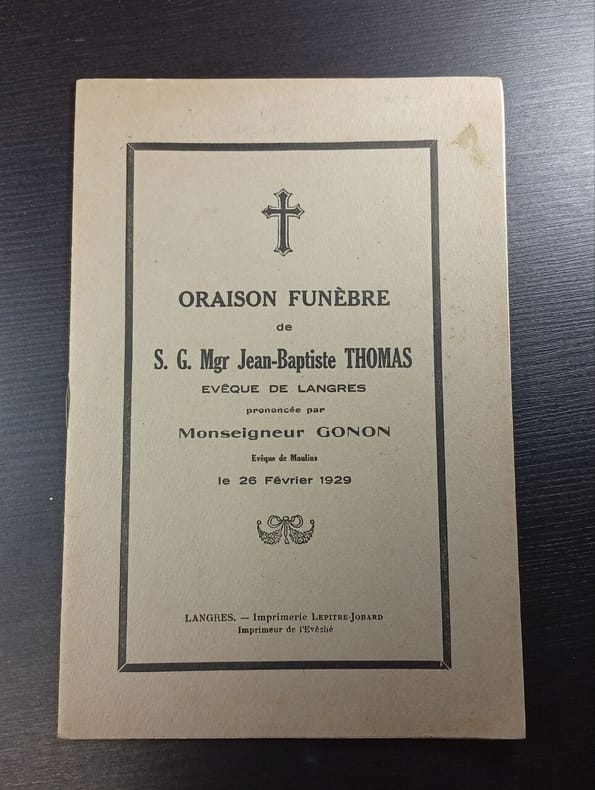 ORAISON FUNÈBRE
de
S. G. Mgr Jean-Baptiste THOMAS
EVÊQUE DE LANGRES
prononcée par
Monseigneur GONON
Evêque de Moulins
le 26 Février 1929
LANGRES. — Imprimerie LEPITRE-JOBARD
Imprimeur de l'Evêché